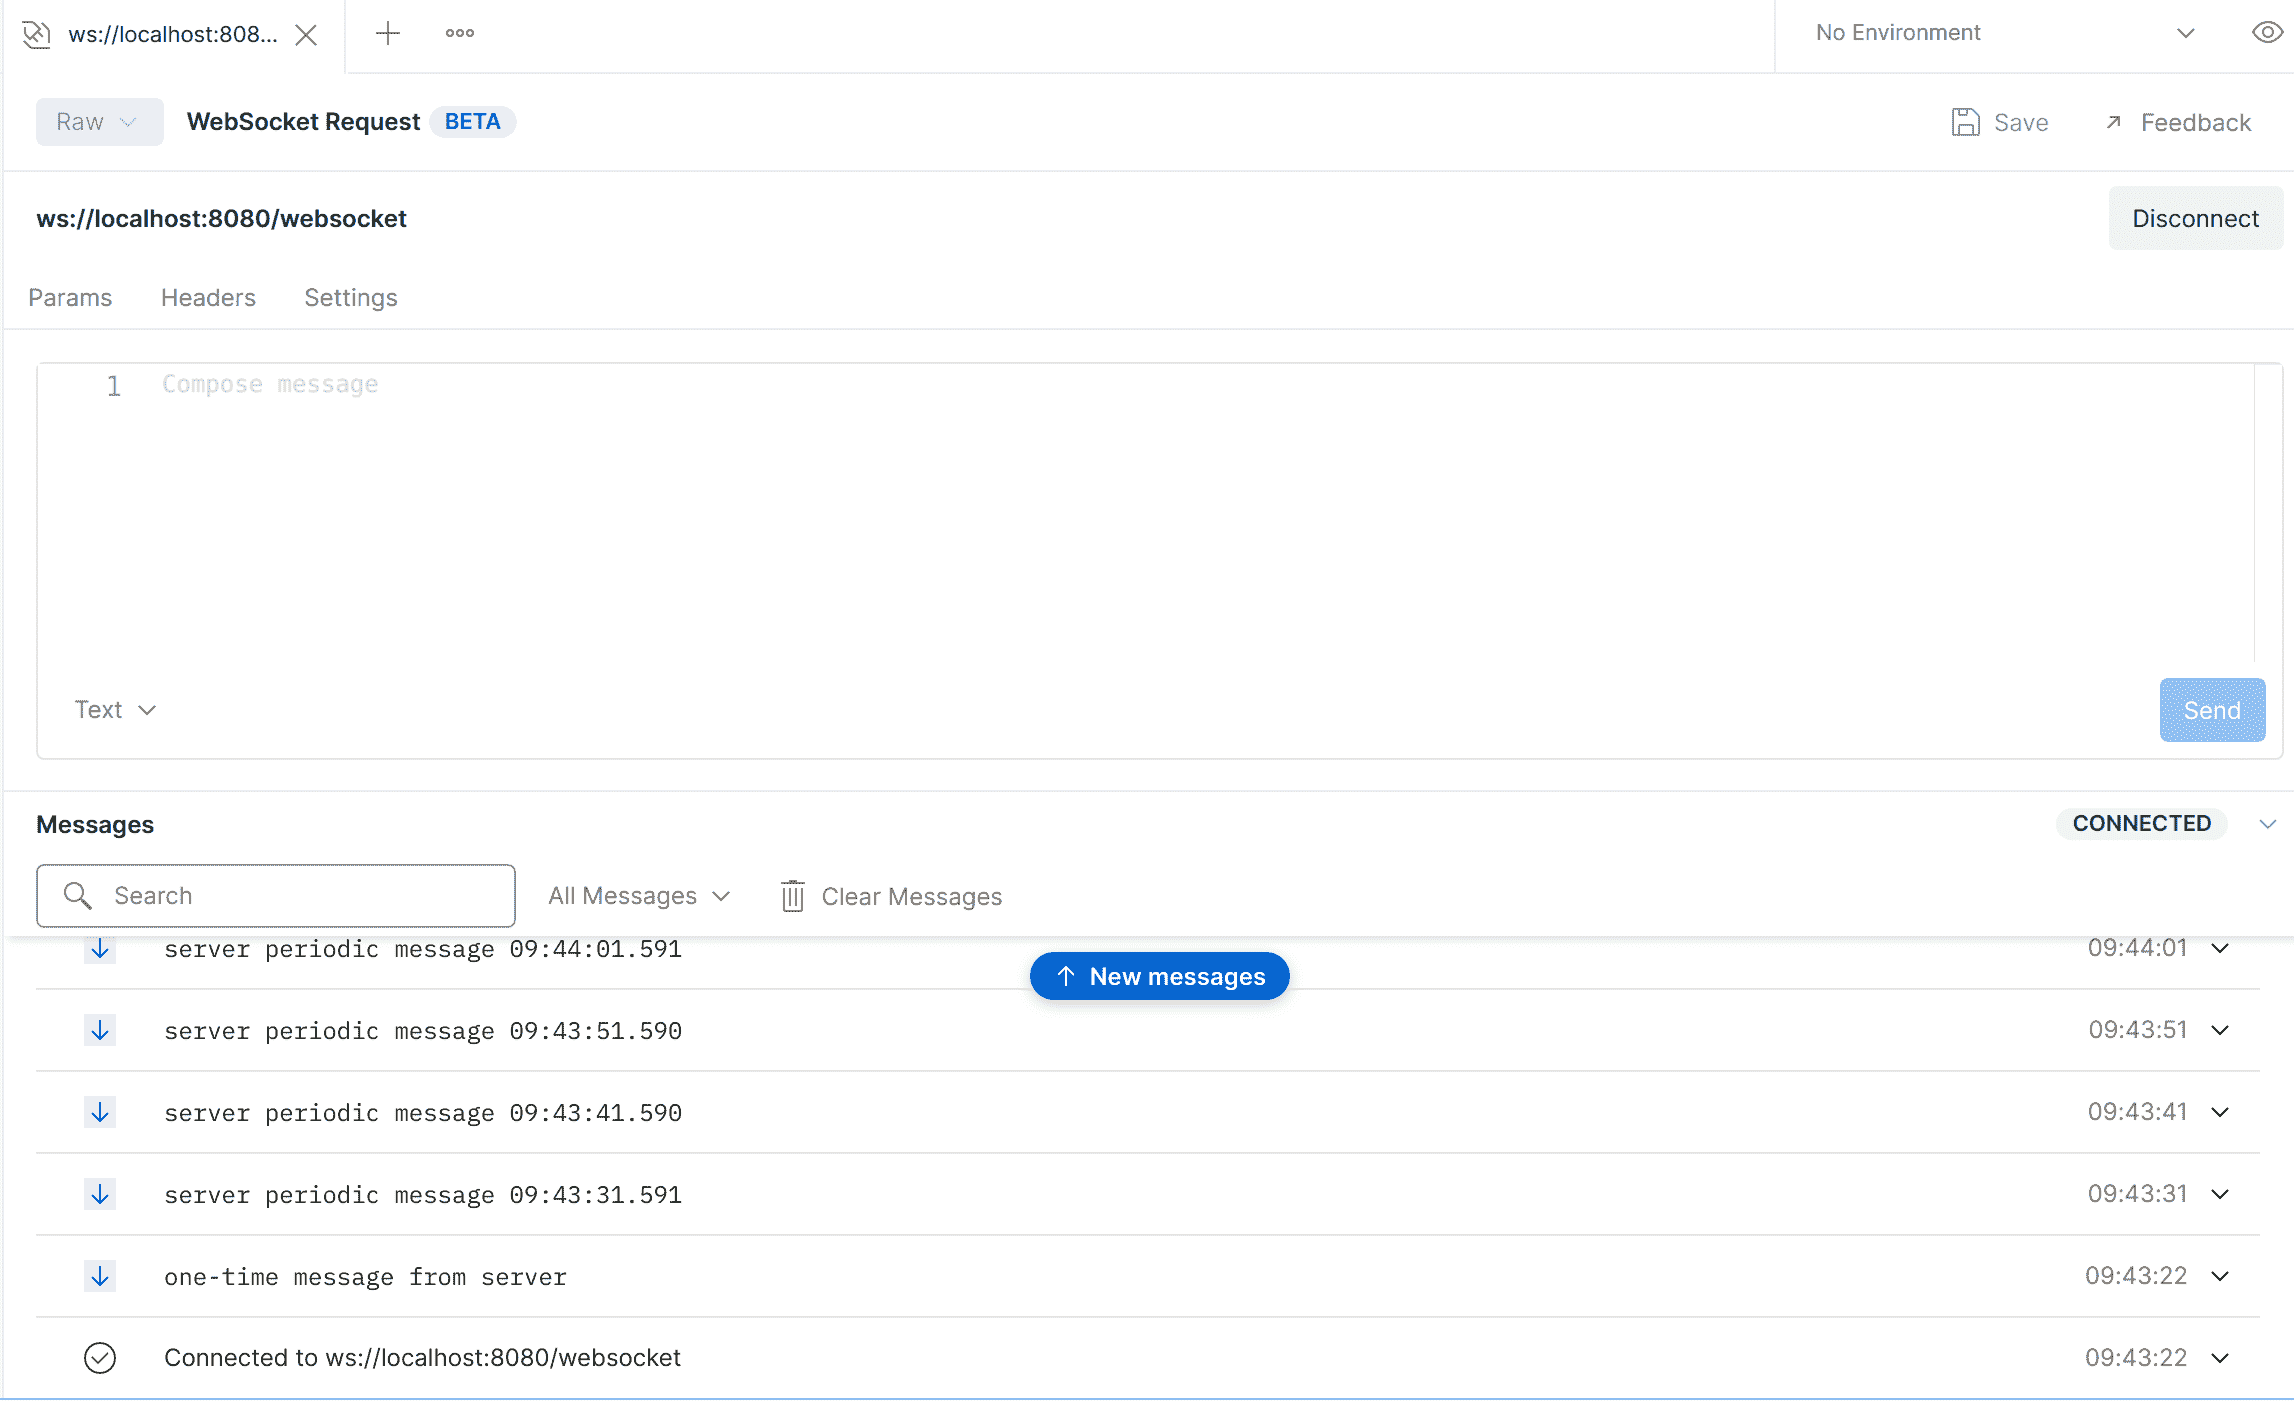 ws://localhost:808...
No Environment
Raw
WebSocket Request BETA
Save
Feedback
ws://localhost:8080/websocket
Disconnect
Params Headers Settings
1 Compose message
Text
Send
Messages
CONNECTED
Search
All Messages
Clear Messages
server periodic message 09:44:01.591 09:44:01
New messages
server periodic message 09:43:51.590 09:43:51
server periodic message 09:43:41.590 09:43:41
server periodic message 09:43:31.591 09:43:31
one-time message from server 09:43:22
Connected to ws://localhost:8080/websocket 09:43:22